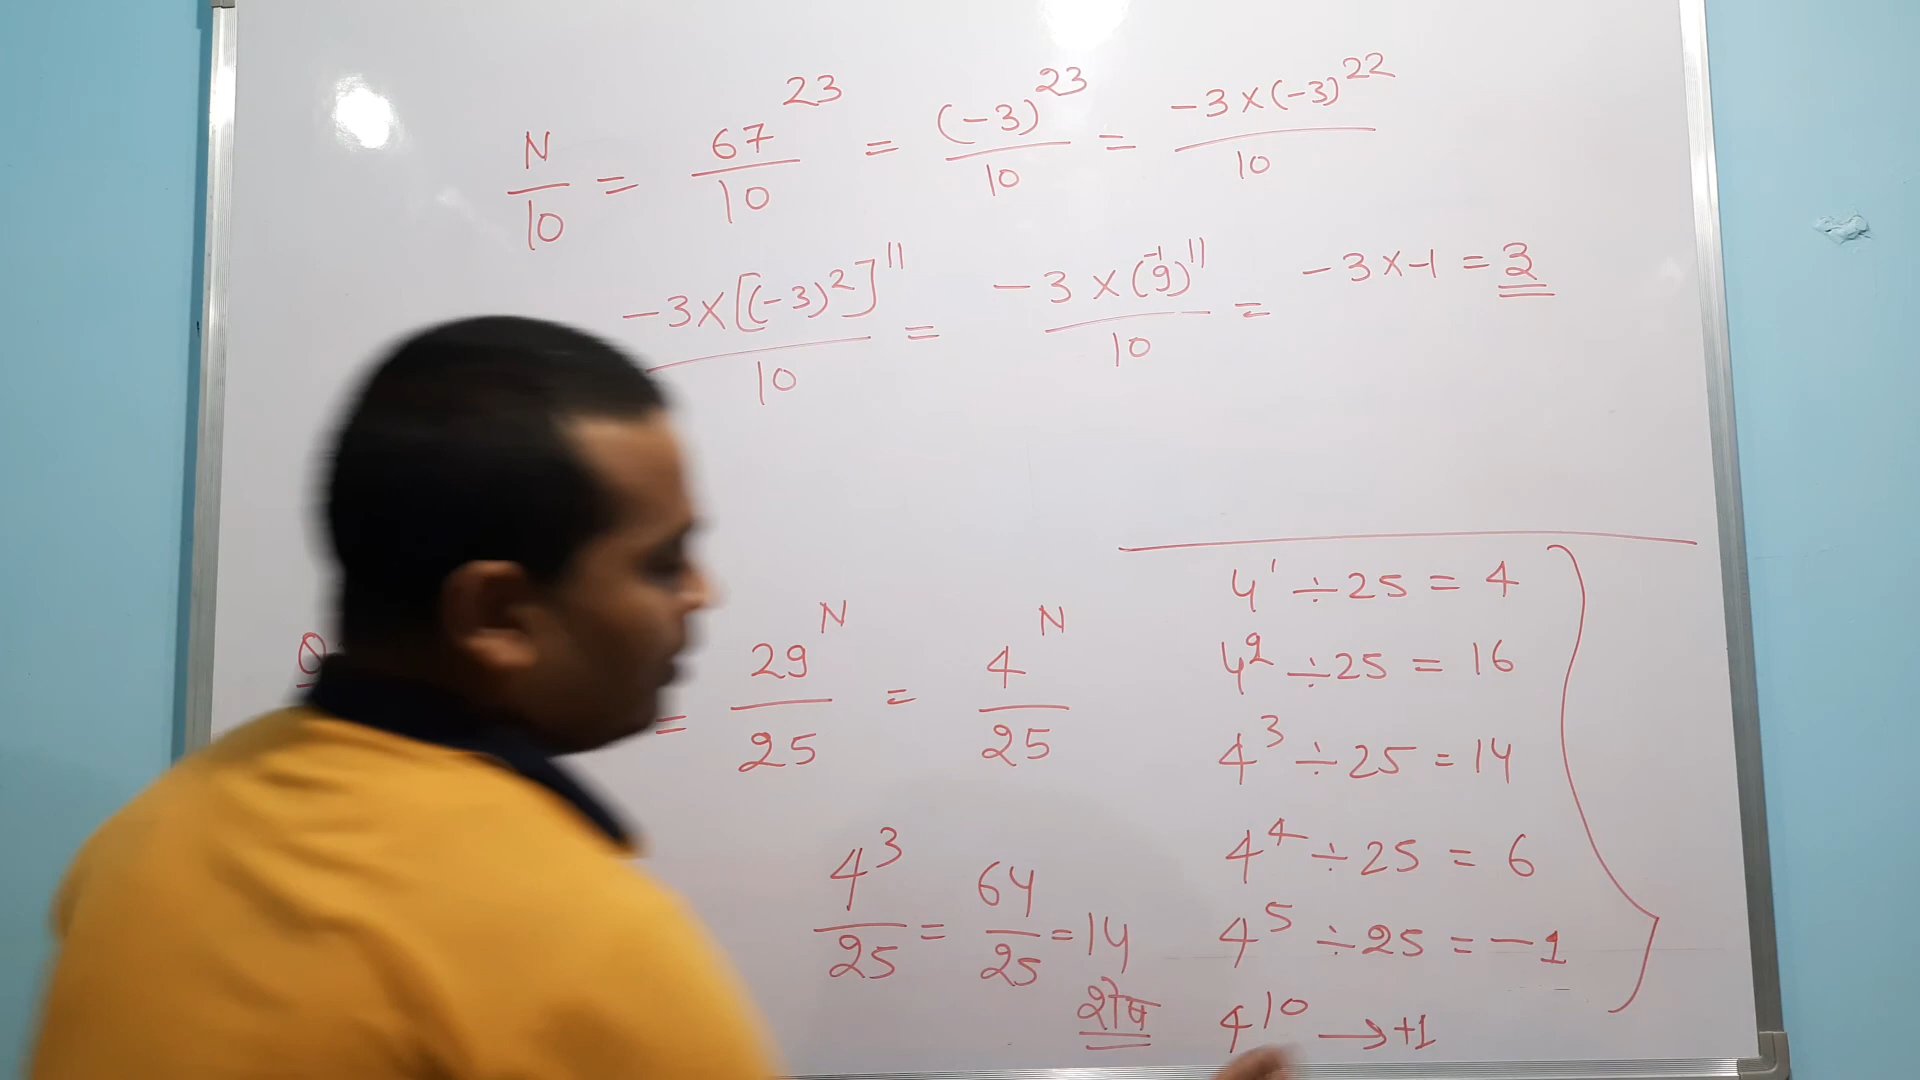 N/10 = 67^23/10 = (-3)^23/10 = -3×(-3)^22/10
-3×[(-3)^2]^11/10 = -3×(9)^11/10 = -3×-1 = 3
-1
Q
= 29^N/25 = 4^N/25
4^3/25 = 64/25 = 14
शेष
4^1 ÷ 25 = 4
4^2 ÷ 25 = 16
4^3 ÷ 25 = 14
4^4 ÷ 25 = 6
4^5 ÷ 25 = -1
4^10 → +1